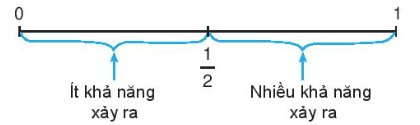 0 1
1
2
Ít khả năng Nhiều khả năng
xảy ra xảy ra